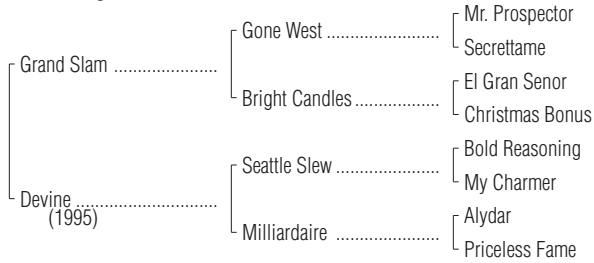 Mr. Prospector
Gone West ......................
Secrettame
Grand Slam ....................
El Gran Senor
Bright Candles ................
Christmas Bonus
Bold Reasoning
Seattle Slew ....................
My Charmer
Devine ...........................
(1995)
Alydar
Milliardaire ....................
Priceless Fame